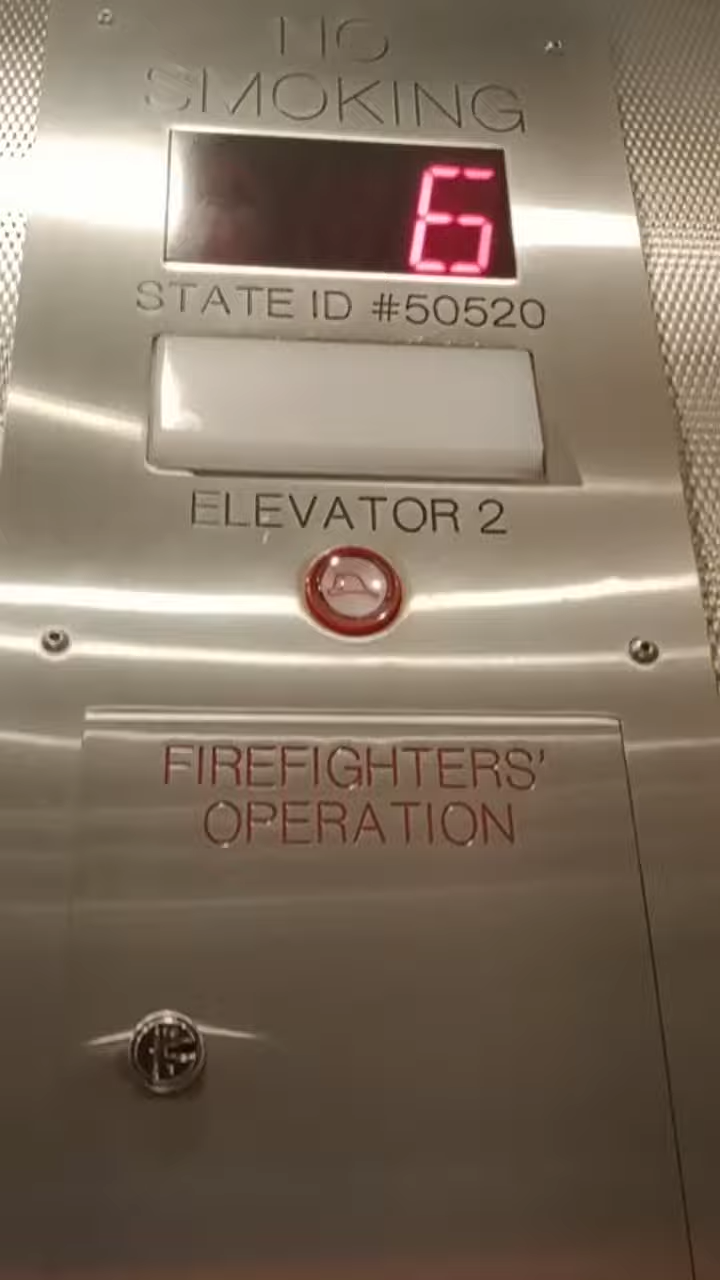 NO
SMOKING
6
STATE ID #50520
ELEVATOR 2
FIREFIGHTERS'
OPERATION